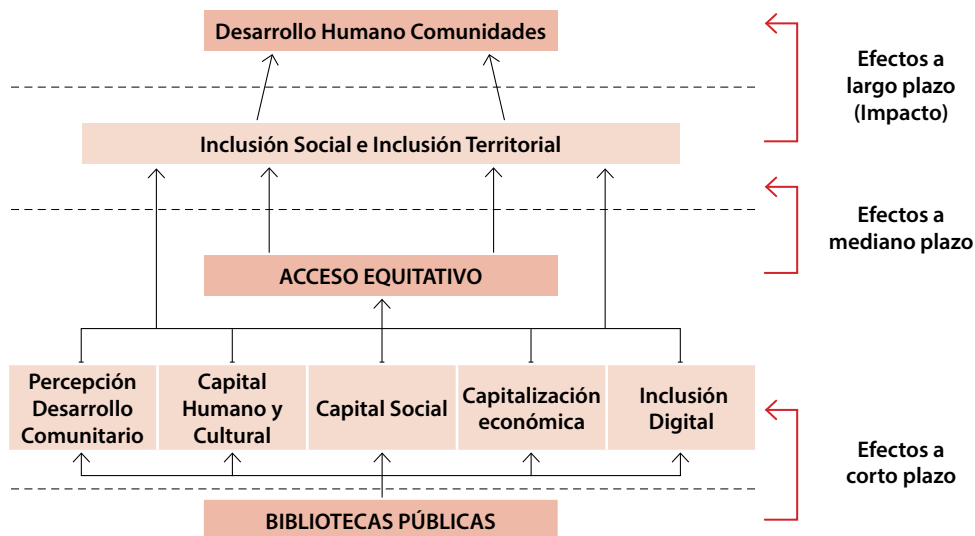 Desarrollo Humano Comunidades
Efectos a
largo plazo
(Impacto)
Inclusión Social e Inclusión Territorial
Efectos a
mediano plazo
ACCESO EQUITATIVO
Percepción
Desarrollo
Comunitario
Capital
Humano y
Cultural
Capital Social
Capitalización
económica
Inclusión
Digital
Efectos a
corto plazo
BIBLIOTECAS PÚBLICAS